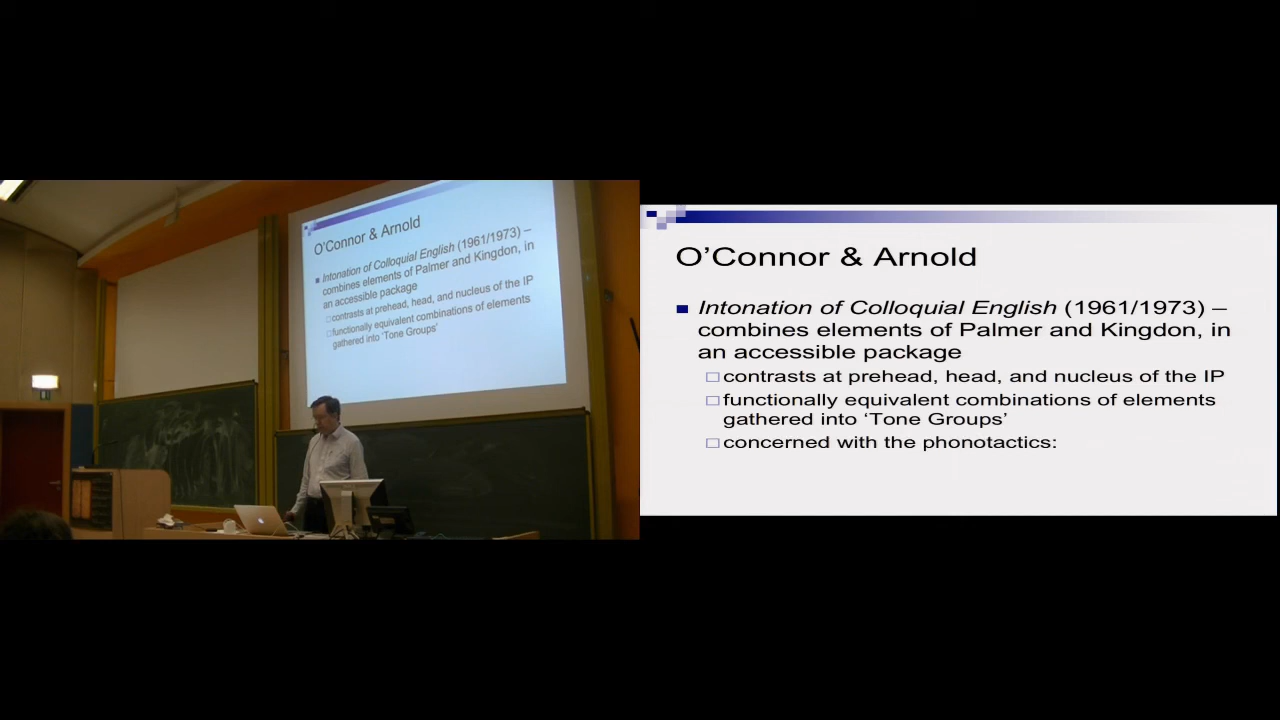 O'Connor & Arnold
Intonation of Colloquial English (1961/1973) –
combines elements of Palmer and Kingdon, in
an accessible package
contrasts at prehead, head, and nucleus of the IP
functionally equivalent combinations of elements
gathered into 'Tone Groups'
O'Connor & Arnold
Intonation of Colloquial English (1961/1973) –
combines elements of Palmer and Kingdon, in
an accessible package
contrasts at prehead, head, and nucleus of the IP
functionally equivalent combinations of elements
gathered into ‘Tone Groups’
concerned with the phonotactics: